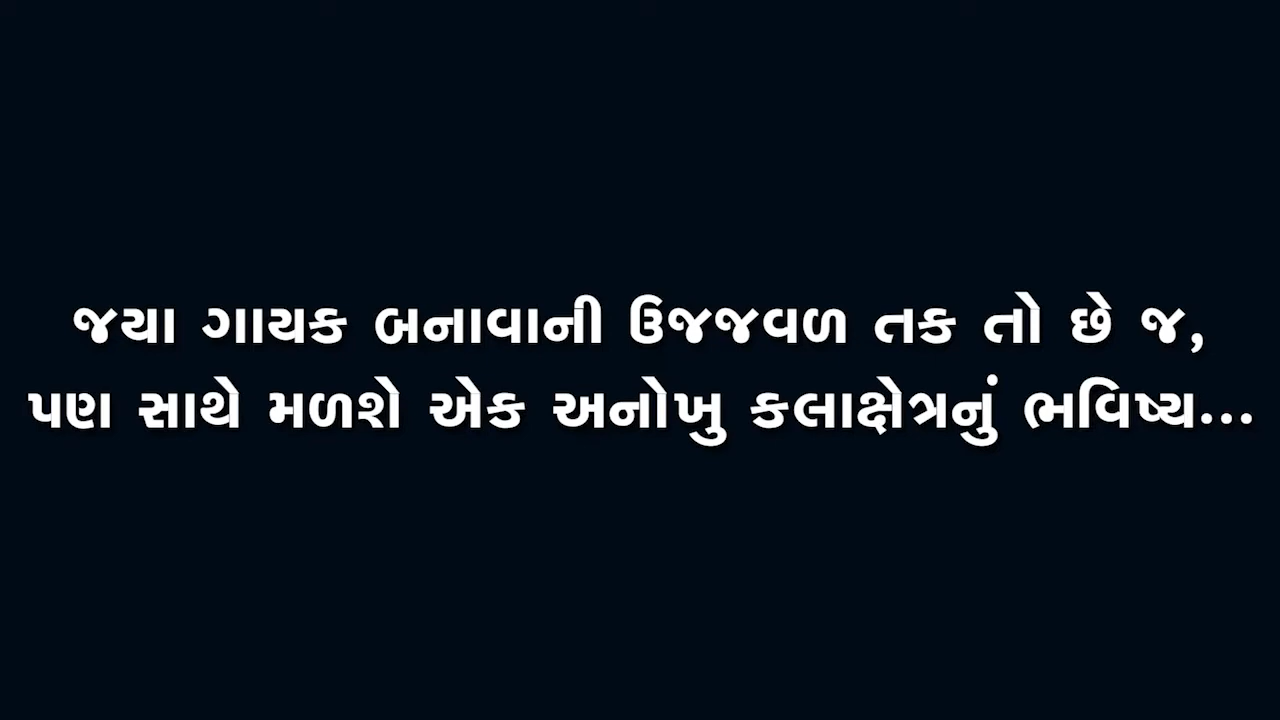 જયા ગાયક બનાવાની ઉજજવળ તક તો છે જ,
પણ સાથે મળશે એક અનોખુ કલાક્ષેત્રનું ભવિષ્ય...